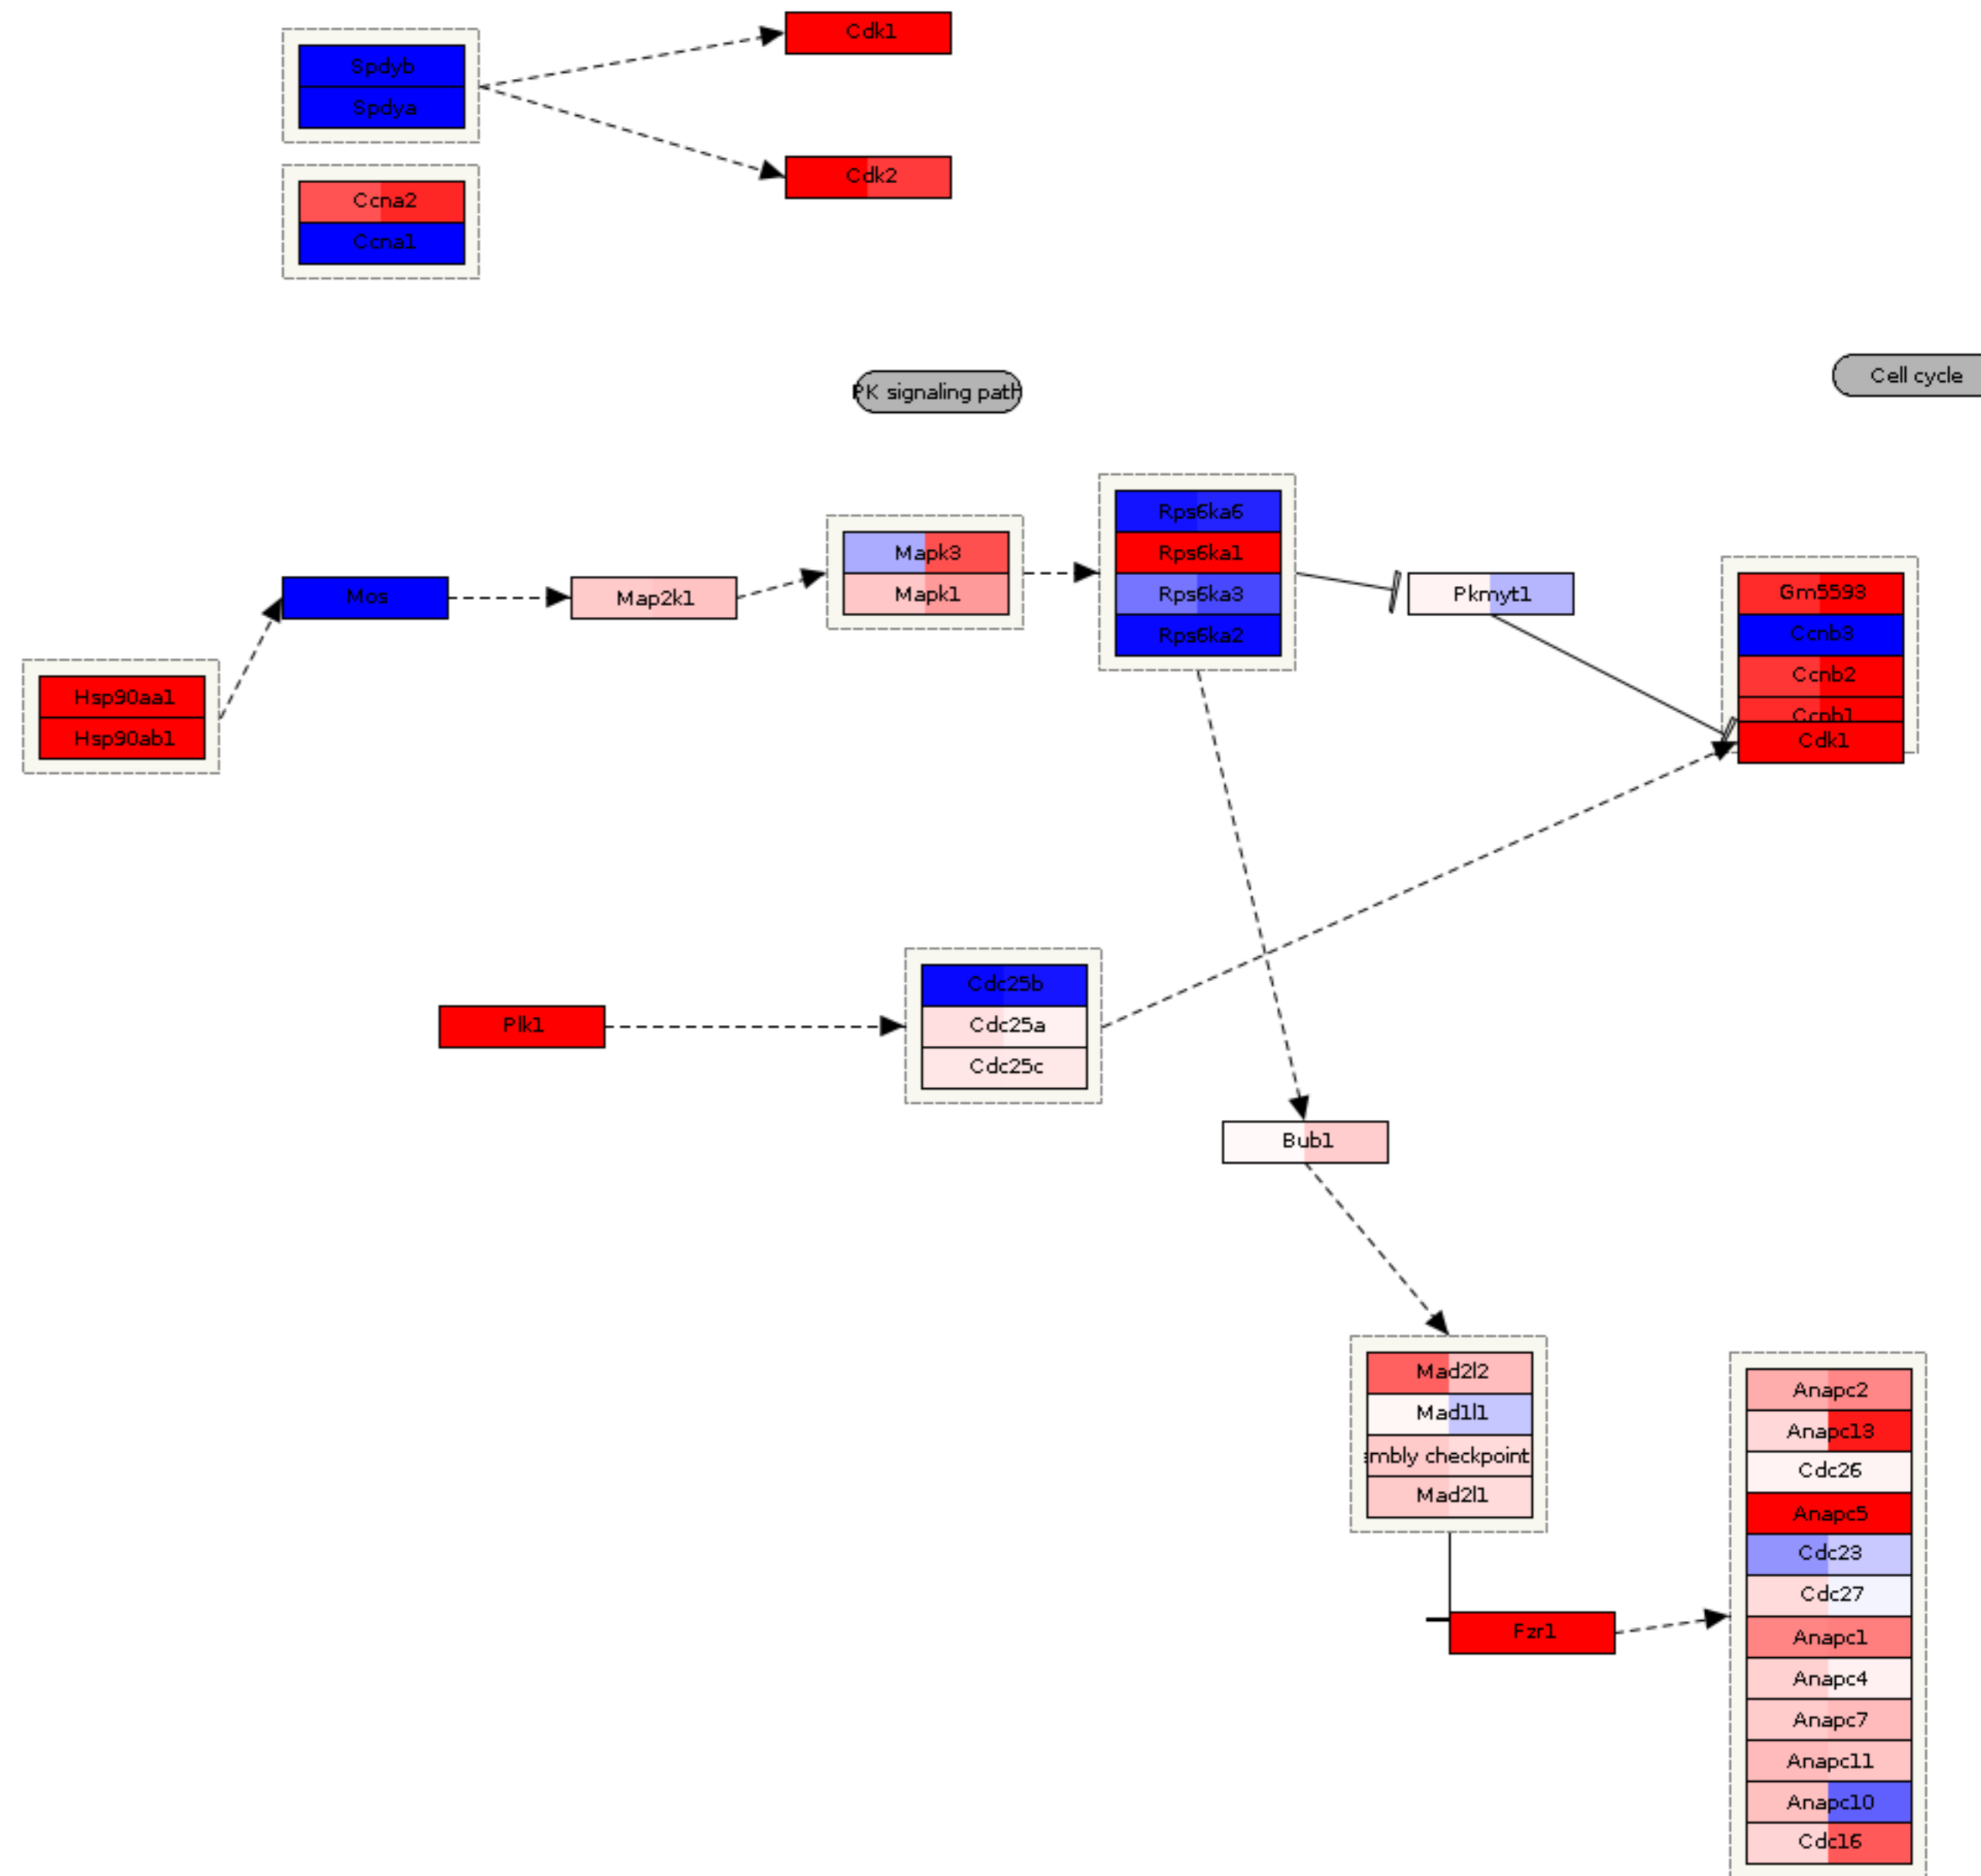 Cdk1
Spdyb
Spdya
Cdk2
Ccna2
Ccna1
PK signaling path
Cell cycle
Rps6ka6
Rps6ka1
Rps6ka3
Rps6ka2
Mapk3
Mapk1
Mos
Map2k1
Pkmyt1
Gm5593
Ccnb3
Ccnb2
Ccnb1
Cdk1
Hsp90aa1
Hsp90ab1
Cdc25b
Cdc25a
Cdc25c
Plk1
Bub1
Mad2l2
Mad1l1
mbly checkpoint
Mad2l1
Fzr1
Anapc2
Anapc13
Cdc26
Anapc5
Cdc23
Cdc27
Anapc1
Anapc4
Anapc7
Anapc11
Anapc10
Cdc16